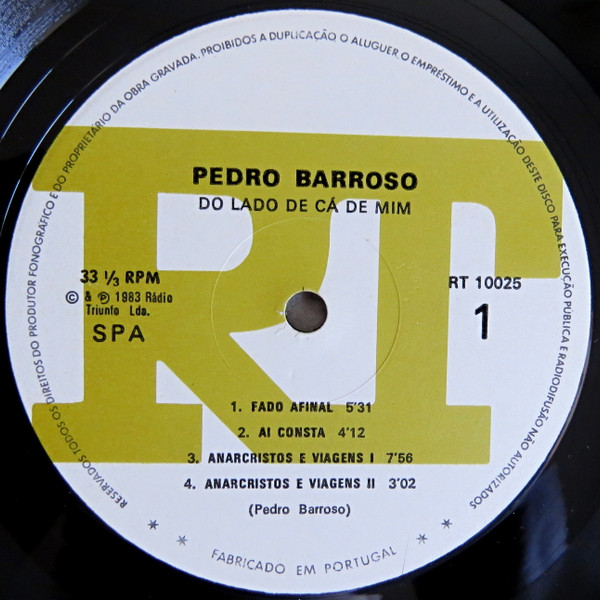 RESERVADOS TODOS OS DIREITOS DO PRODUTOR FONOGRÁFICO E DO PROPRIETÁRIO DA OBRA GRAVADA. PROIBIDOS A DUPLICAÇÃO O ALUGUER O EMPRÉSTIMO E A UTILIZAÇÃO DESTE DISCO PARA EXECUÇÃO PÚBLICA E RADIODIFUSÃO NÃO AUTORIZADOS
RT
PEDRO BARROSO
DO LADO DE CÁ DE MIM
33 1/3 RPM
© & ℗ 1983 Rádio
Triunfo Lda.
SPA
RT 10025
1
1. FADO AFINAL 5'31
2. AI CONSTA 4'12
3. ANARCRISTOS E VIAGENS I 7'56
4. ANARCRISTOS E VIAGENS II 3'02
(Pedro Barroso)
* * FABRICADO EM PORTUGAL * *